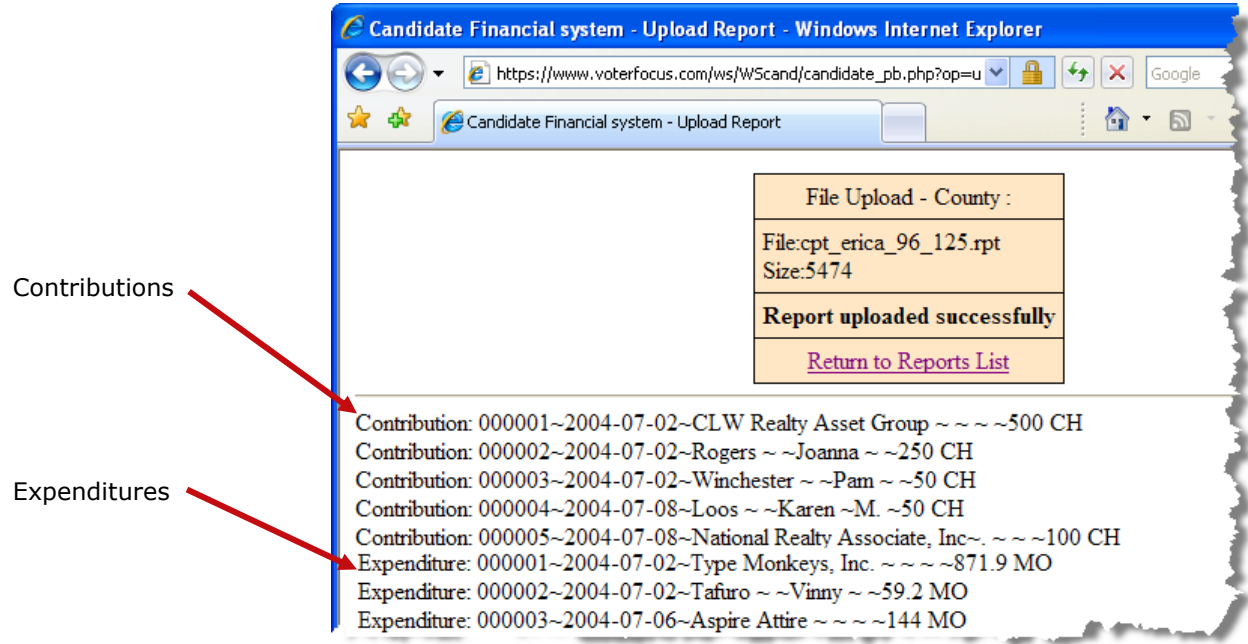 Candidate Financial system - Upload Report - Windows Internet Explorer
https://www.voterfocus.com/ws/WScand/candidate_pb.php?op=u
Google
Candidate Financial system - Upload Report
File Upload - County :
File:cpt_erica_96_125.rpt
Size:5474
Report uploaded successfully
Return to Reports List
Contributions
Contribution: 000001~2004-07-02~CLW Realty Asset Group ~ ~ ~ ~500 CH
Contribution: 000002~2004-07-02~Rogers ~ ~Joanna ~ ~250 CH
Contribution: 000003~2004-07-02~Winchester ~ ~Pam ~ ~50 CH
Contribution: 000004~2004-07-08~Loos ~ ~Karen ~M. ~50 CH
Contribution: 000005~2004-07-08~National Realty Associate, Inc~. ~ ~ ~100 CH
Expenditures
Expenditure: 000001~2004-07-02~Type Monkeys, Inc. ~ ~ ~ ~871.9 MO
Expenditure: 000002~2004-07-02~Tafuro ~ ~Vinny ~ ~59.2 MO
Expenditure: 000003~2004-07-06~Aspire Attire ~ ~ ~ ~144 MO